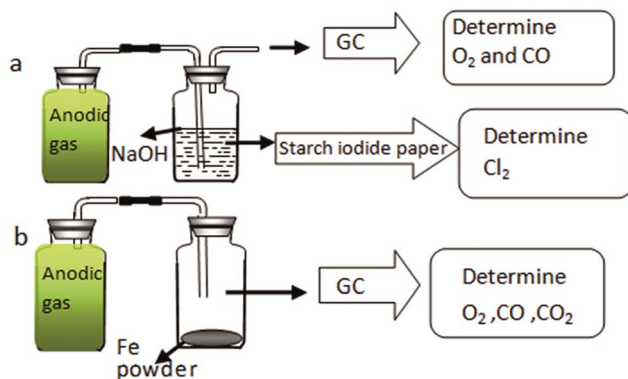 a
Anodic
gas
NaOH
GC
Determine
O₂ and CO
Starch iodide paper
Determine
Cl₂
b
Anodic
gas
Fe
powder
GC
Determine
O₂ ,CO ,CO₂